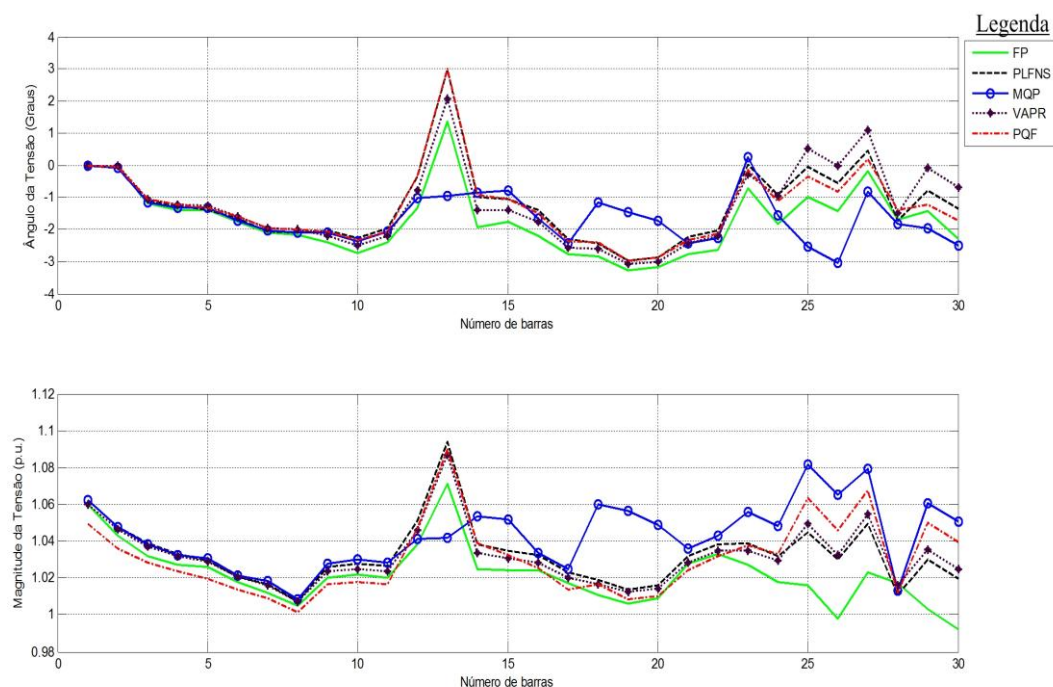 Legenda
FP
PLFNS
MQP
VAPR
PQF
4
3
2
1
0
-1
-2
-3
-4
Ângulo da Tensão (Graus)
0 5 10 15 20 25 30
Número de barras
1.12
1.1
1.08
1.06
1.04
1.02
1
0.98
Magnitude da Tensão (p.u.)
0 5 10 15 20 25 30
Número de barras